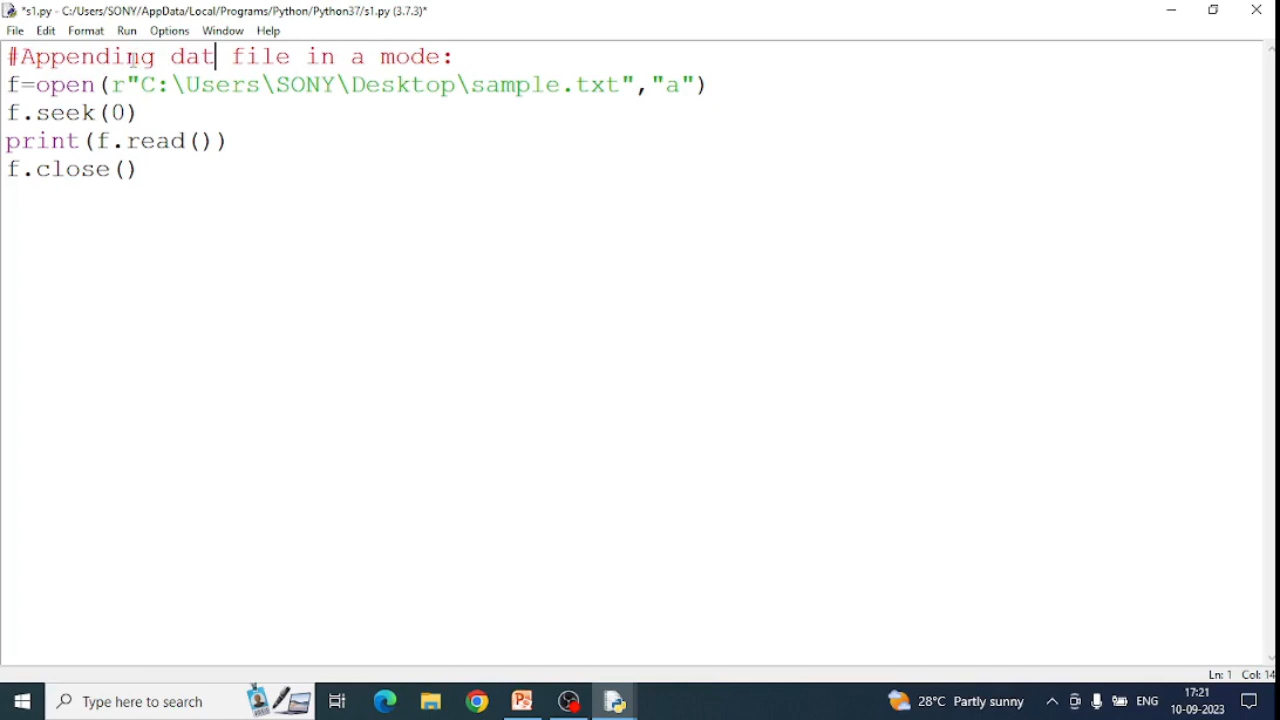 *s1.py - C:/Users/SONY/AppData/Local/Programs/Python/Python37/s1.py (3.7.3)*
File Edit Format Run Options Window Help
#Appending dat file in a mode:
f=open(r"C:\Users\SONY\Desktop\sample.txt","a")
f.seek(0)
print(f.read())
f.close()
Ln: 1 Col: 14
Type here to search
28°C Partly sunny
ENG
17:21
10-09-2023